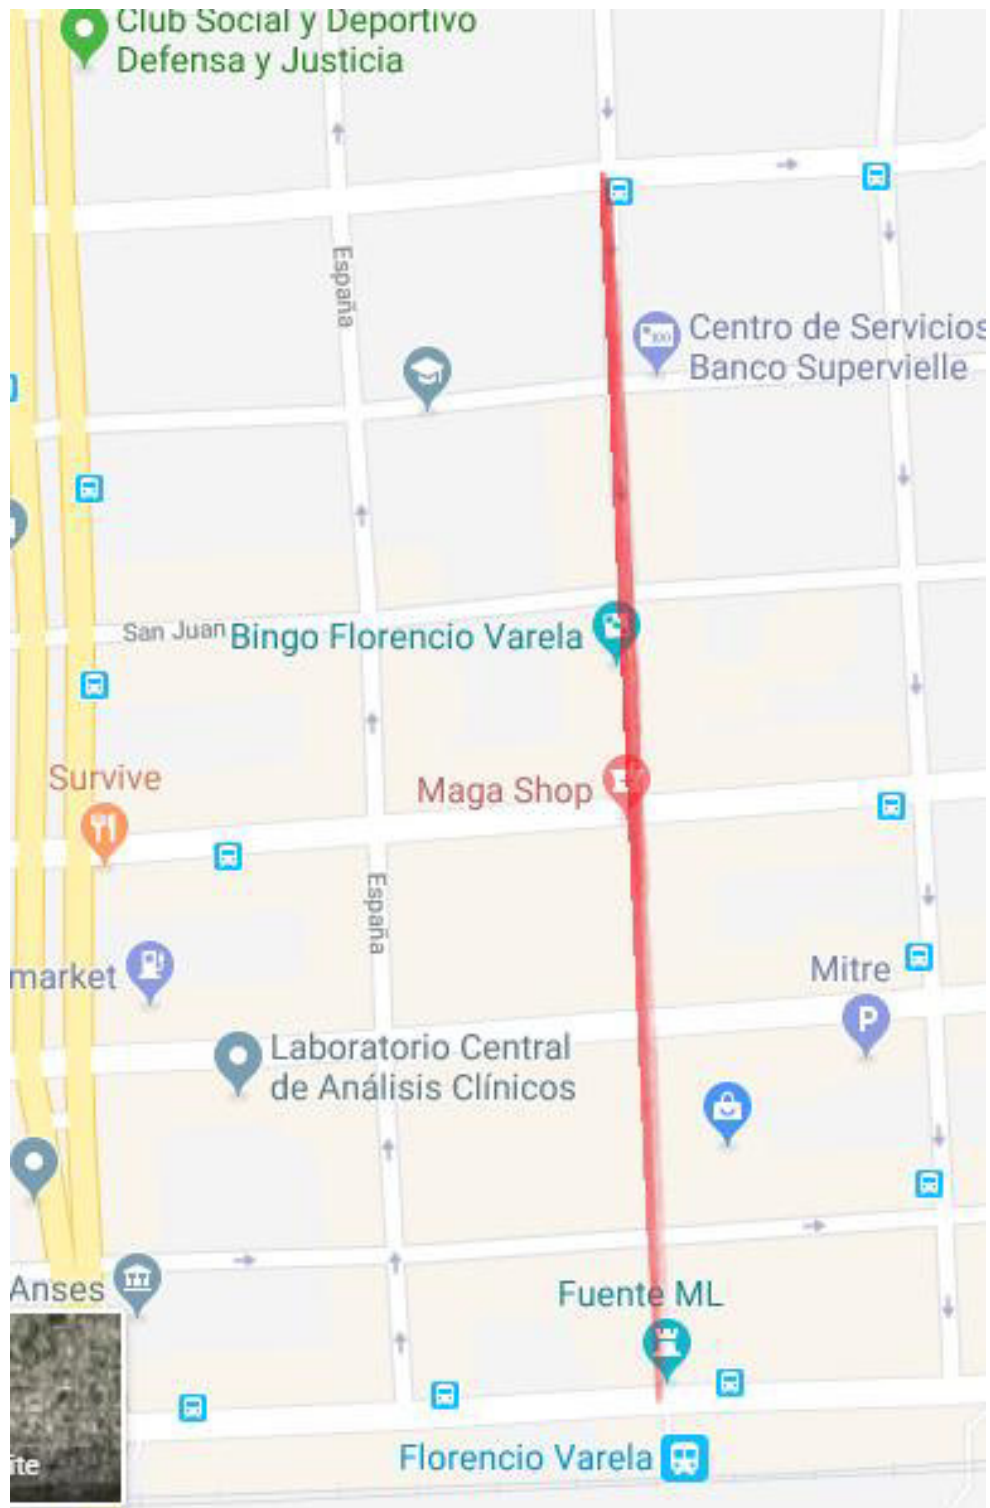 Club Social y Deportivo
Defensa y Justicia
España
Centro de Servicios
Banco Supervielle
San Juan
Bingo Florencio Varela
Survive
Maga Shop
España
market
Mitre
P
Laboratorio Central
de Análisis Clínicos
Anses
Fuente ML
Florencio Varela